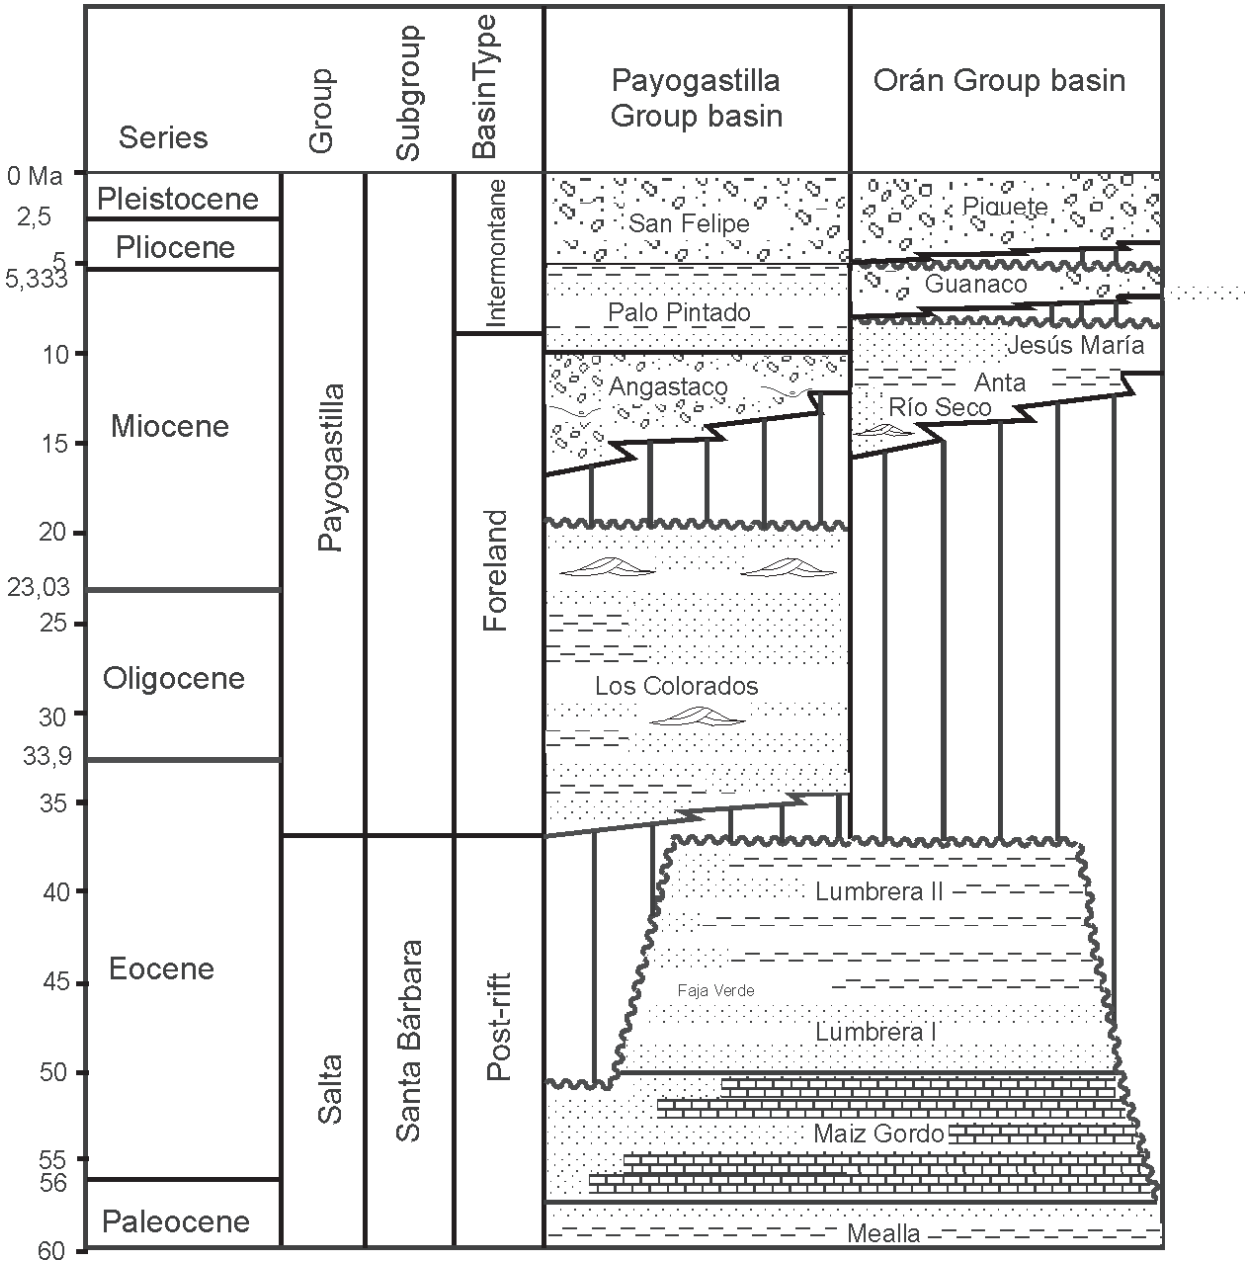 Series
Group
Subgroup
BasinType
Payogastilla
Group basin
Orán Group basin
0 Ma
2,5
5
5,333
10
15
20
23,03
25
30
33,9
35
40
45
50
55
56
60
Pleistocene
Pliocene
Miocene
Oligocene
Eocene
Paleocene
Payogastilla
Salta
Santa Bárbara
Intermontane
Foreland
Post-rift
San Felipe
Palo Pintado
Angastaco
Los Colorados
Piquete
Guanaco
Jesús María
Anta
Río Seco
Lumbrera II
Faja Verde
Lumbrera I
Maiz Gordo
Mealla